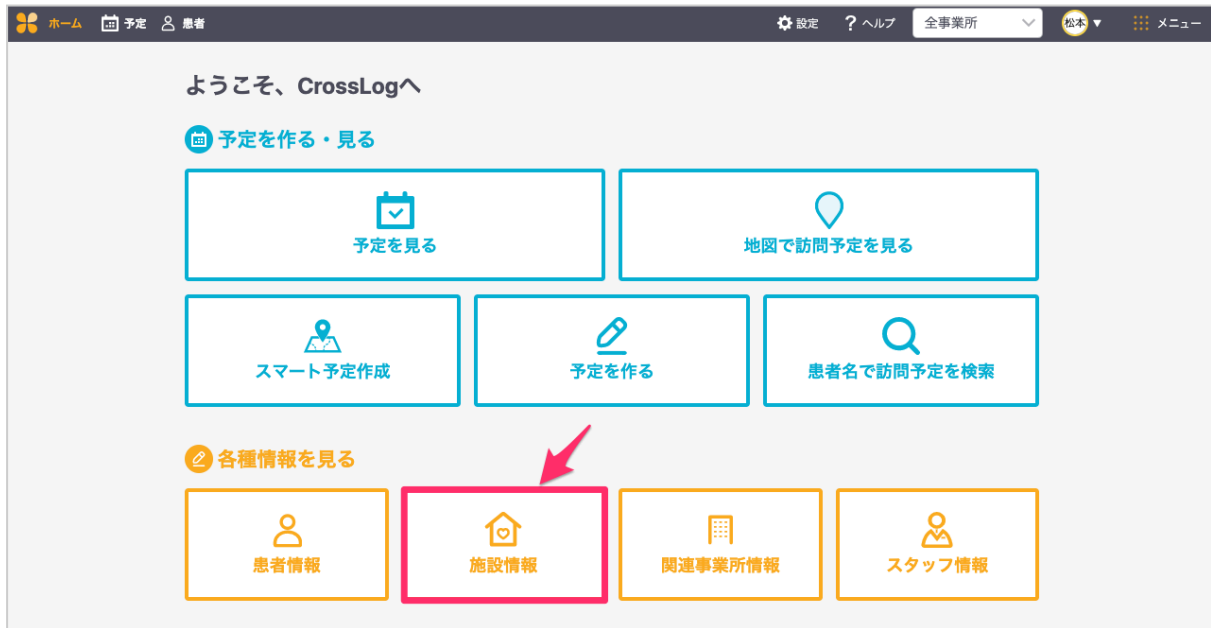 ホーム 予定 患者 設定 ? ヘルプ 全事業所 松本 ▼ メニュー
ようこそ、CrossLogへ
予定を作る・見る
予定を見る 地図で訪問予定を見る
スマート予定作成 予定を作る 患者名で訪問予定を検索
各種情報を見る
患者情報 施設情報 関連事業所情報 スタッフ情報